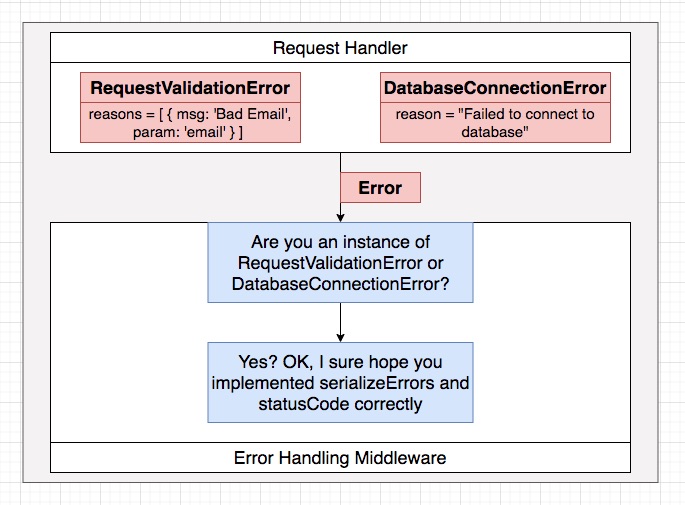 Request Handler
RequestValidationError
reasons = [ { msg: 'Bad Email',
param: 'email' } ]
DatabaseConnectionError
reason = "Failed to connect to
database"
Error
Are you an instance of
RequestValidationError or
DatabaseConnectionError?
Yes? OK, I sure hope you
implemented serializeErrors and
statusCode correctly
Error Handling Middleware